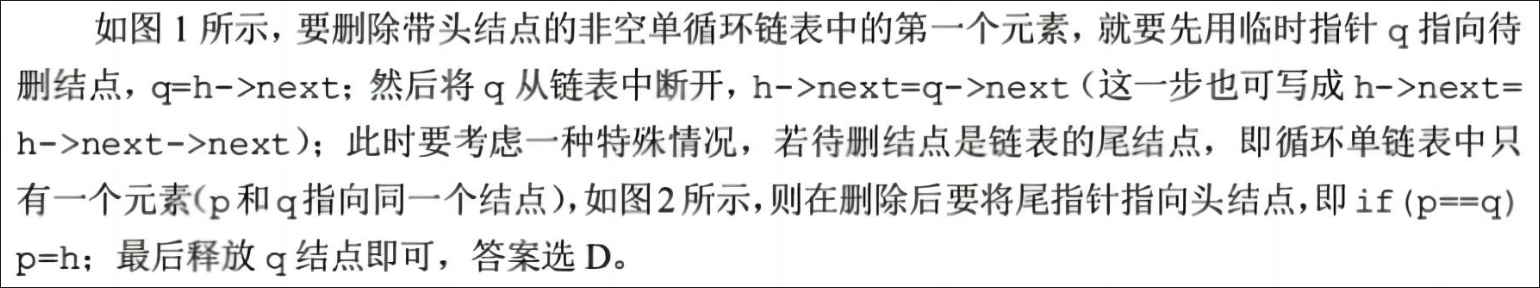 如图 1 所示，要删除带头结点的非空单循环链表中的第一个元素，就要先用临时指针 q 指向待
删结点，q=h->next；然后将 q 从链表中断开，h->next=q->next（这一步也可写成 h->next=
h->next->next）；此时要考虑一种特殊情况，若待删结点是链表的尾结点，即循环单链表中只
有一个元素(p和q指向同一个结点)，如图2所示，则在删除后要将尾指针指向头结点，即 if(p==q)
p=h；最后释放 q 结点即可，答案选 D。